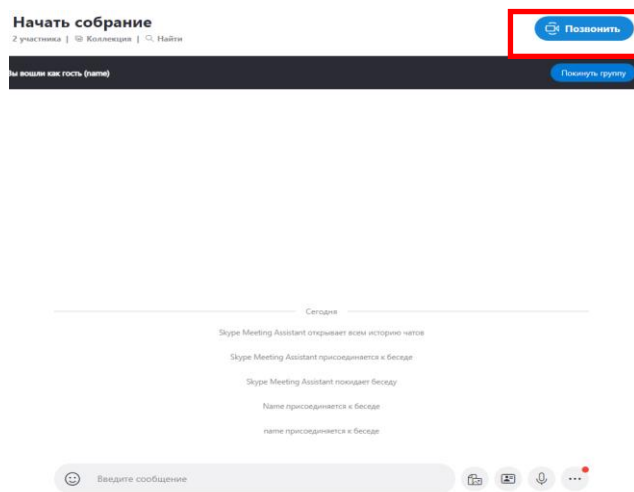 Начать собрание
Позвонить
2 участника | Коллекция | Найти
Вы вошли как гость (name)
Покинуть группу
Сегодня
Skype Meeting Assistant открывает всем историю чатов.
Skype Meeting Assistant присоединяется к беседе
Skype Meeting Assistant покидает беседу
Name присоединяется к беседе
name присоединяется к беседе
Введите сообщение